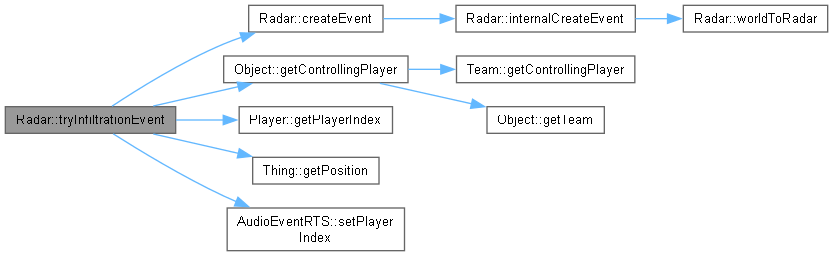 Radar::createEvent
Radar::internalCreateEvent
Radar::worldToRadar
Object::getControllingPlayer
Team::getControllingPlayer
Radar::tryInfiltrationEvent
Player::getPlayerIndex
Object::getTeam
Thing::getPosition
AudioEventRTS::setPlayer
Index